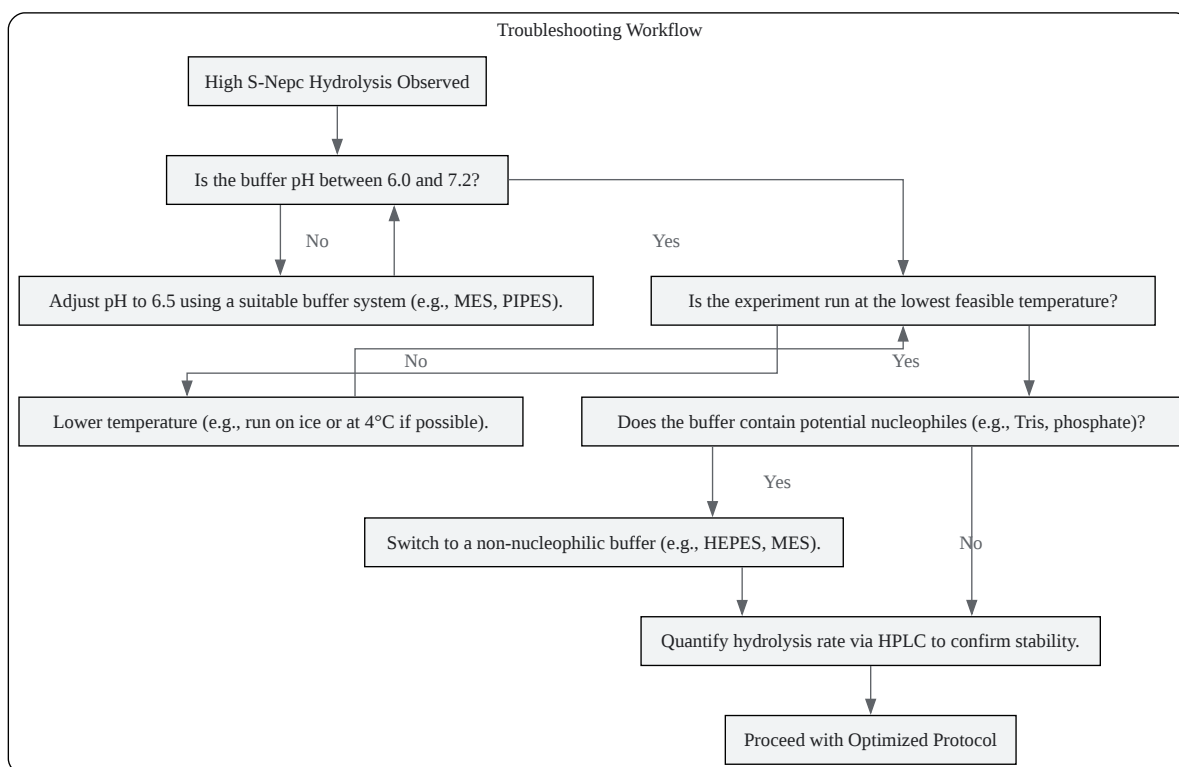 Troubleshooting Workflow
High S-Nepc Hydrolysis Observed
Is the buffer pH between 6.0 and 7.2?
No
Yes
Adjust pH to 6.5 using a suitable buffer system (e.g., MES, PIPES).
Is the experiment run at the lowest feasible temperature?
No
Yes
Lower temperature (e.g., run on ice or at 4°C if possible).
Does the buffer contain potential nucleophiles (e.g., Tris, phosphate)?
Yes
Switch to a non-nucleophilic buffer (e.g., HEPES, MES).
No
Quantify hydrolysis rate via HPLC to confirm stability.
Proceed with Optimized Protocol